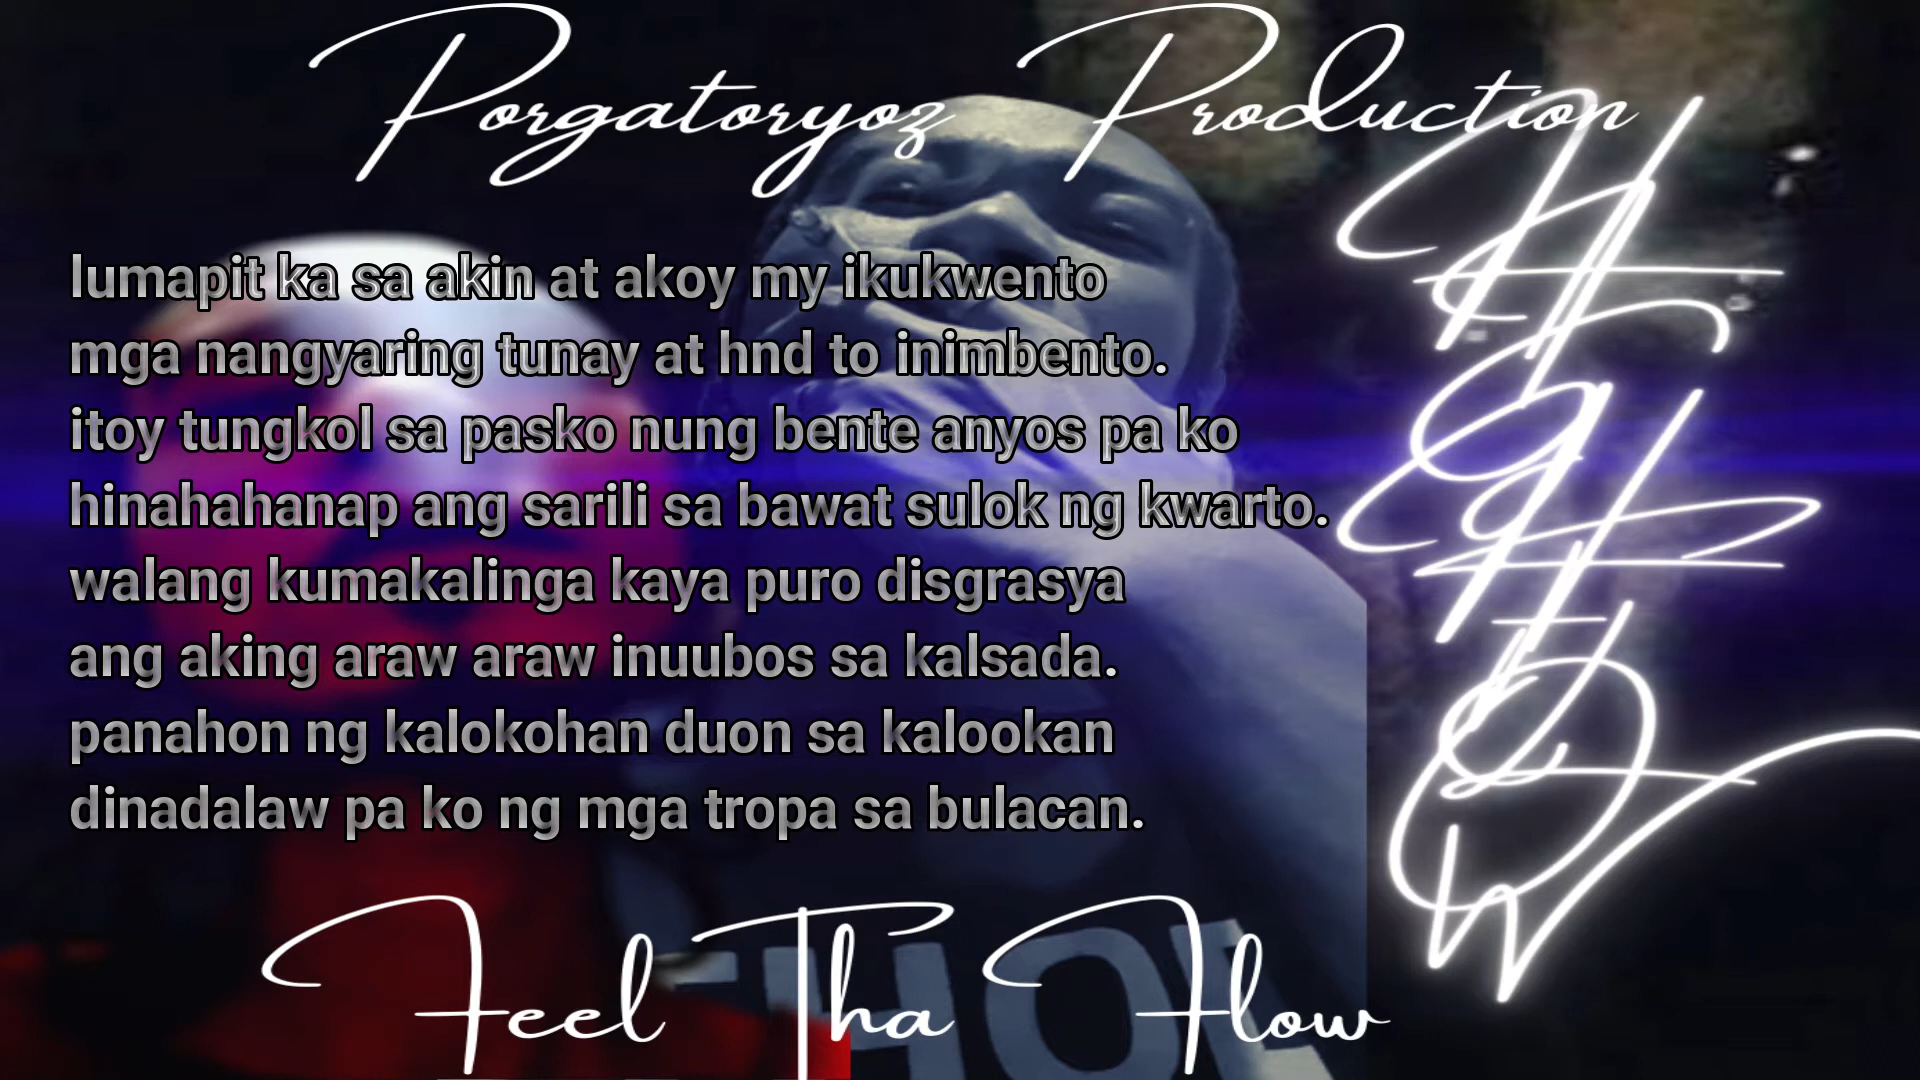 Porgatoryoz Production
lumapit ka sa akin at akoy my ikukwento
mga nangyaring tunay at hnd to inimbento.
itoy tungkol sa pasko nung bente anyos pa ko
hinahahanap ang sarili sa bawat sulok ng kwarto.
walang kumakalinga kaya puro disgrasya
ang aking araw araw inuubos sa kalsada.
panahon ng kalokohan duon sa kalookan
dinadalaw pa ko ng mga tropa sa bulacan.
Feel Tha Flow